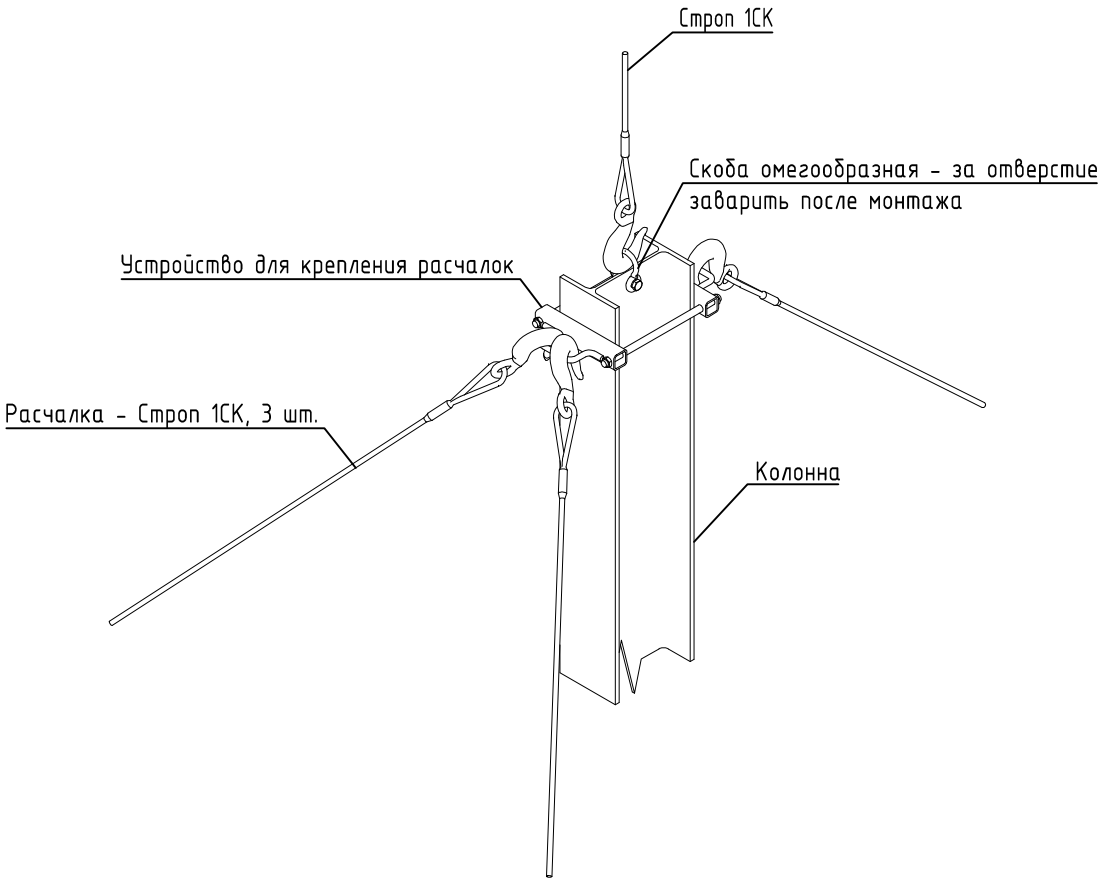 Строп 1СК
Скоба омегообразная - за отверстие
заварить после монтажа
Устройство для крепления расчалок
Расчалка - Строп 1СК, 3 шт.
Колонна